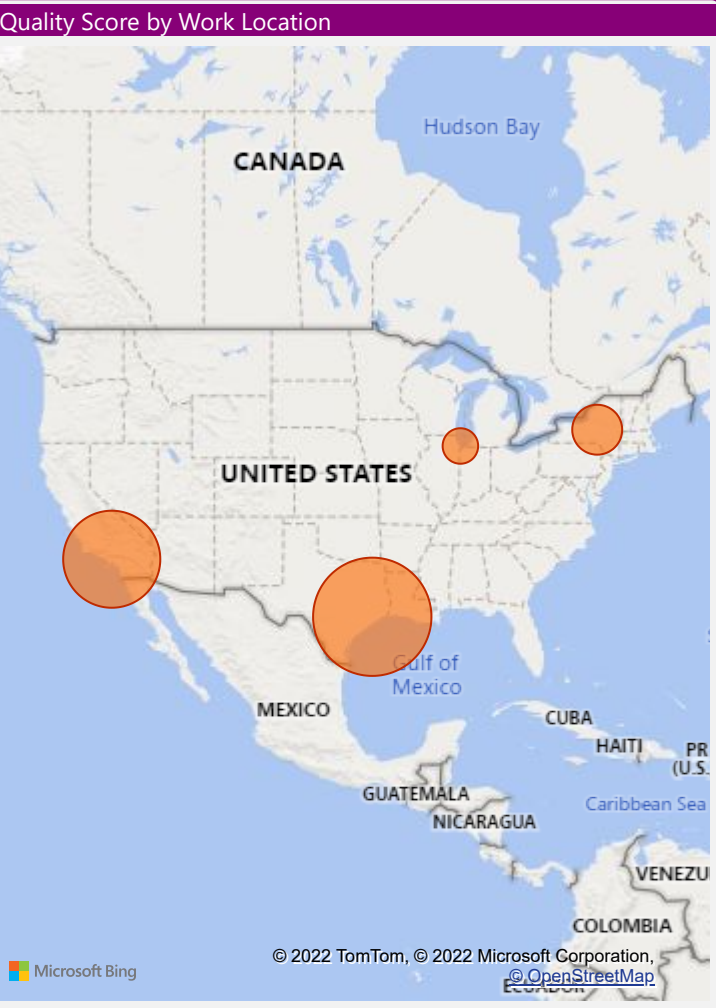 Quality Score by Work Location
Hudson Bay
CANADA
UNITED STATES
Gulf of
Mexico
MEXICO
CUBA
HAITI
PR
(U.S.
GUATEMALA
Caribbean Sea
NICARAGUA
VENEZU
COLOMBIA
© 2022 TomTom, © 2022 Microsoft Corporation,
Microsoft Bing
© OpenStreetMap
ECUADOR